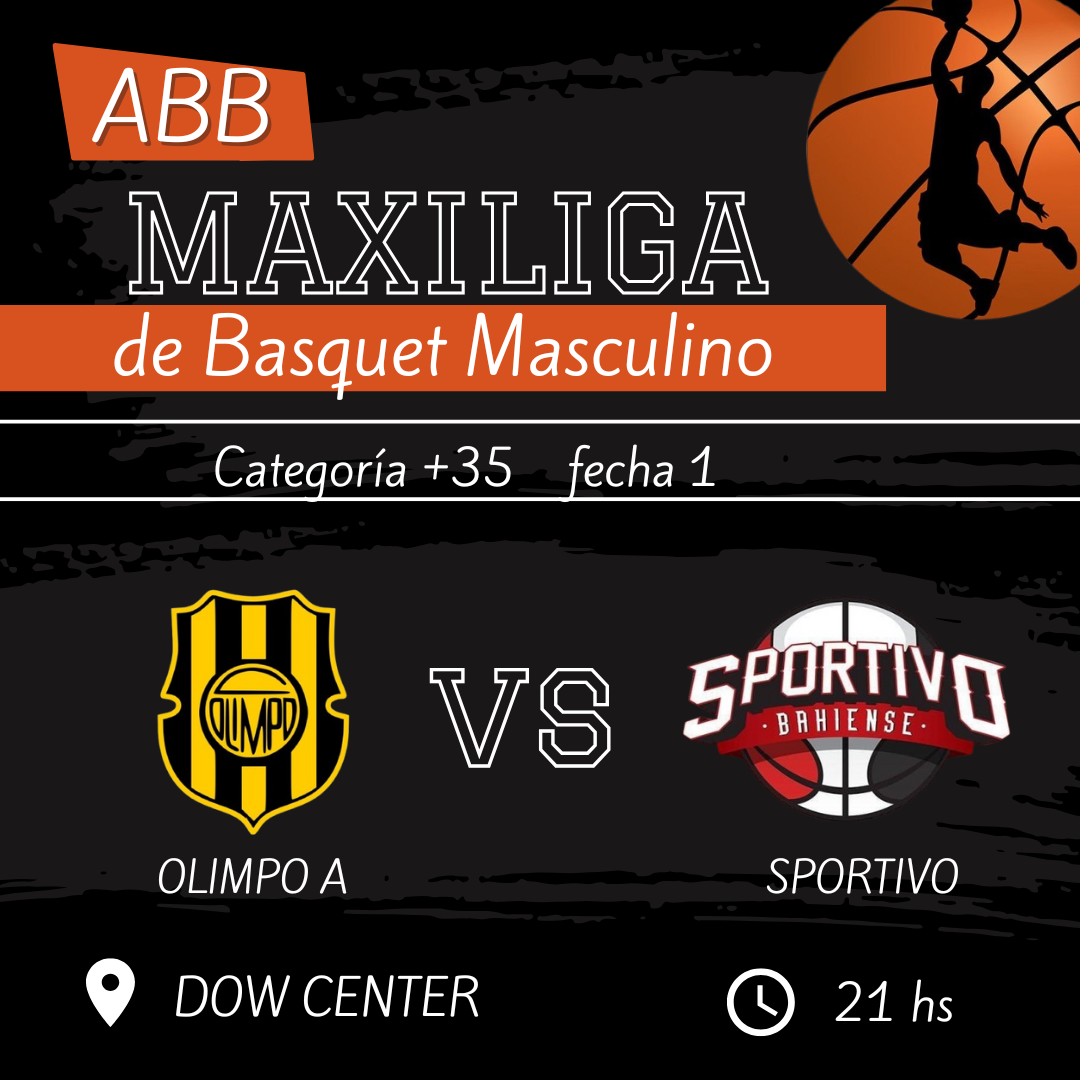 ABB
MAXILIGA
de Basquet Masculino
Categoría +35 fecha 1
OLIMPO
VS
SPORTIVO
· BAHIENSE ·
OLIMPO A
SPORTIVO
DOW CENTER
21 hs